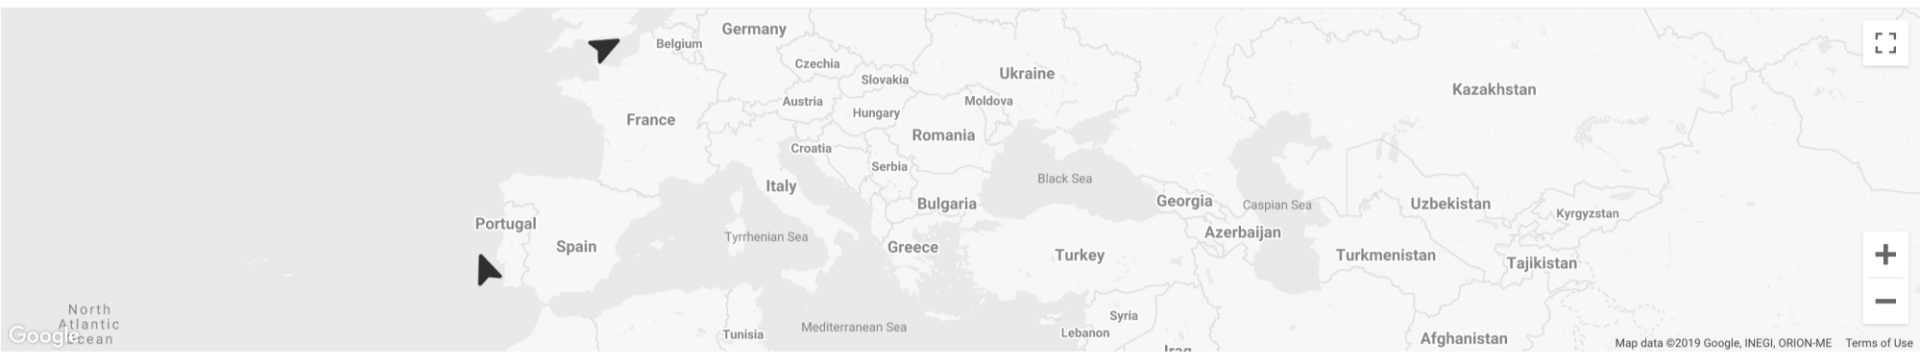 Germany
Belgium
Czechia
Ukraine
Slovakia
Kazakhstan
Austria
Moldova
Hungary
France
Romania
Croatia
Serbia
Black Sea
Italy
Georgia
Caspian Sea
Uzbekistan
Bulgaria
Kyrgyzstan
Portugal
Azerbaijan
Tyrrhenian Sea
Spain
Greece
Turkey
Turkmenistan
Tajikistan
North
Atlantic
Ocean
Google
Syria
Mediterranean Sea
Lebanon
Tunisia
Afghanistan
Iraq
Map data ©2019 Google, INEGI, ORION-ME Terms of Use